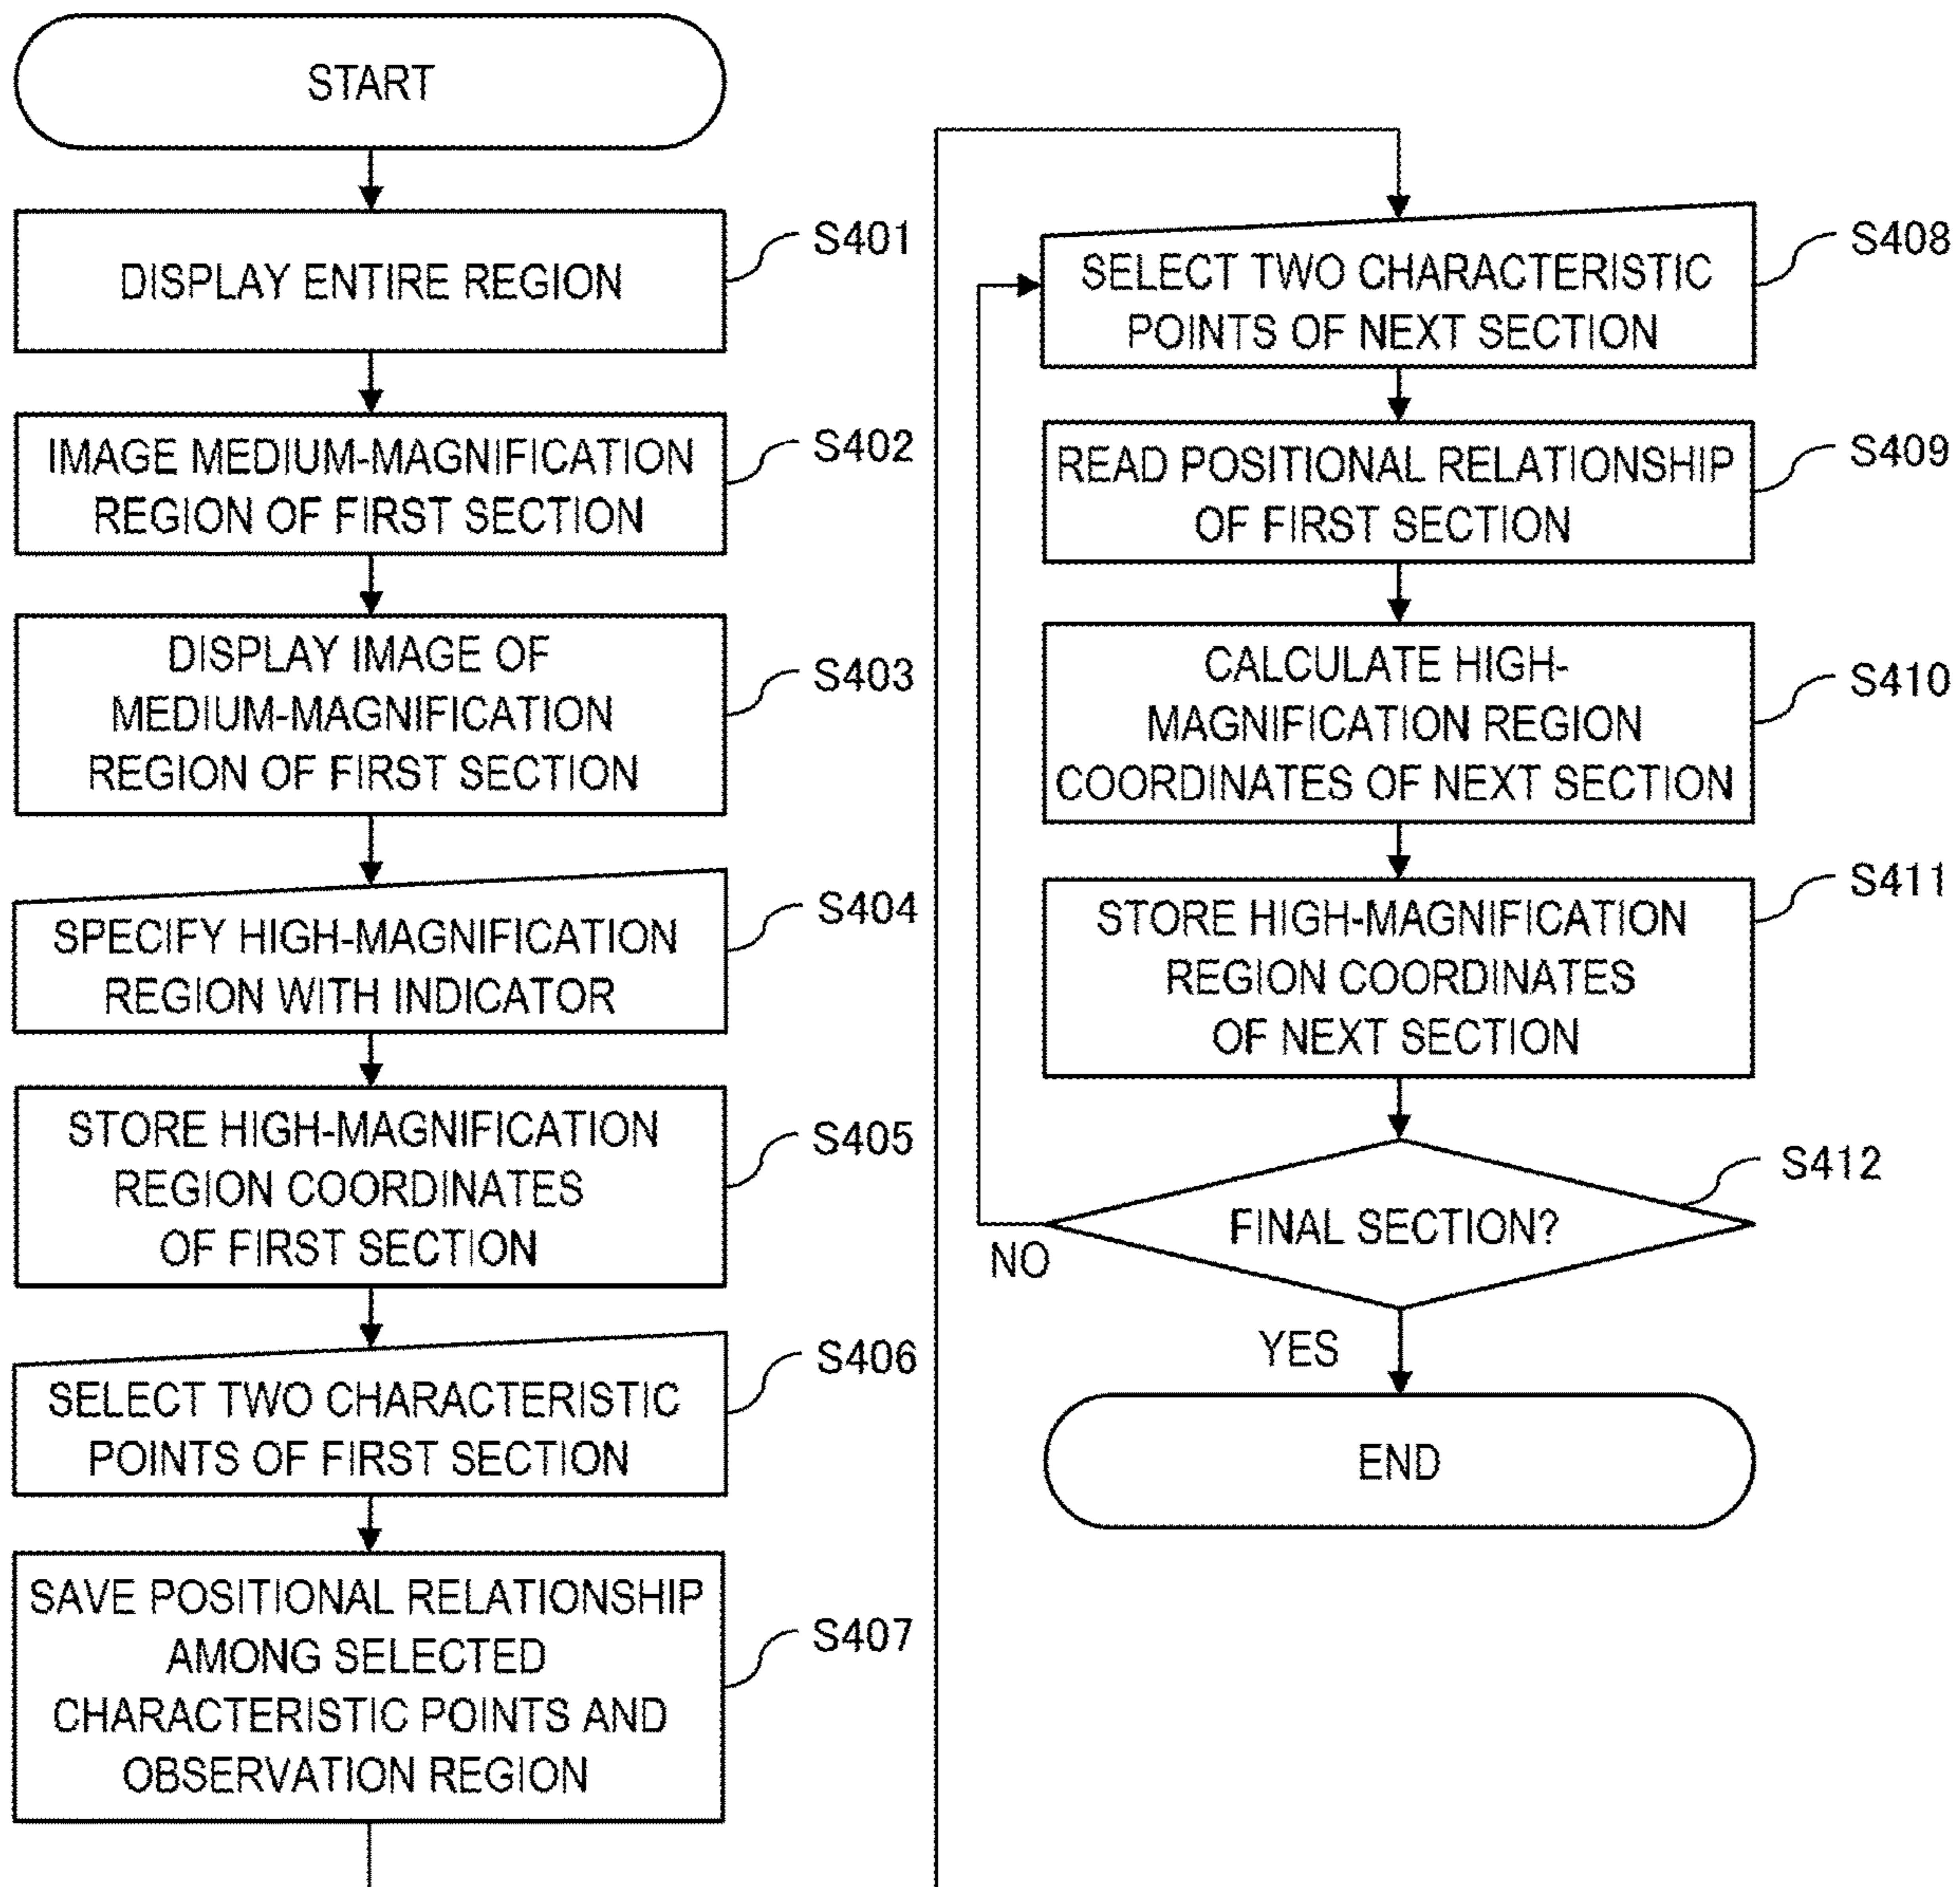 START
DISPLAY ENTIRE REGION
S401
IMAGE MEDIUM-MAGNIFICATION
REGION OF FIRST SECTION
S402
DISPLAY IMAGE OF
MEDIUM-MAGNIFICATION
REGION OF FIRST SECTION
S403
SPECIFY HIGH-MAGNIFICATION
REGION WITH INDICATOR
S404
STORE HIGH-MAGNIFICATION
REGION COORDINATES
OF FIRST SECTION
S405
SELECT TWO CHARACTERISTIC
POINTS OF FIRST SECTION
S406
SAVE POSITIONAL RELATIONSHIP
AMONG SELECTED
CHARACTERISTIC POINTS AND
OBSERVATION REGION
S407
SELECT TWO CHARACTERISTIC
POINTS OF NEXT SECTION
S408
READ POSITIONAL RELATIONSHIP
OF FIRST SECTION
S409
CALCULATE HIGH-
MAGNIFICATION REGION
COORDINATES OF NEXT SECTION
S410
STORE HIGH-MAGNIFICATION
REGION COORDINATES
OF NEXT SECTION
S411
FINAL SECTION?
S412
NO
YES
END